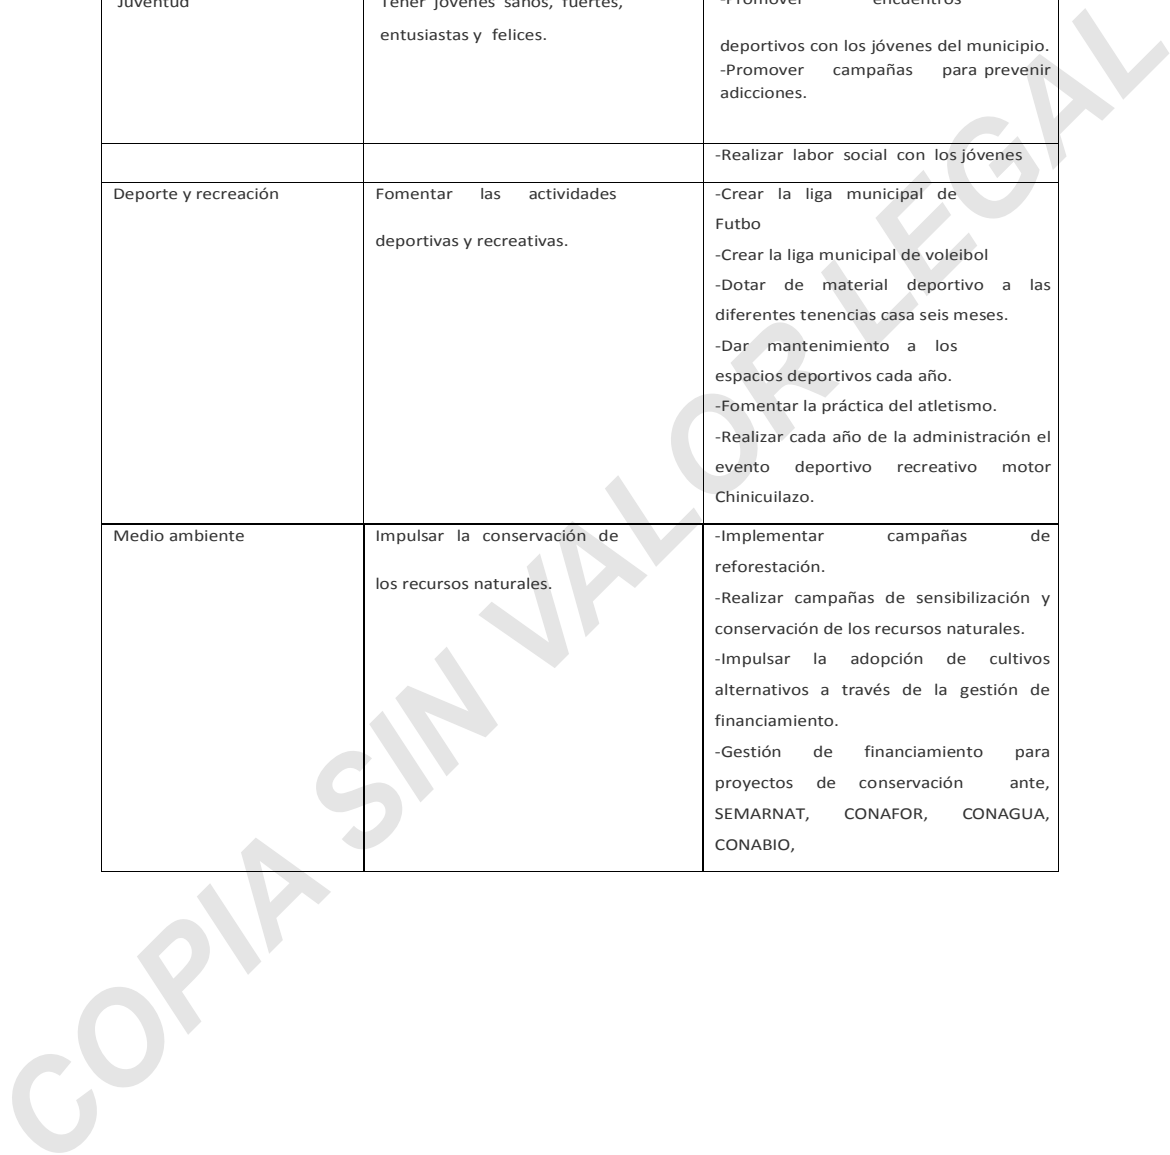 Juventud
Tener jóvenes sanos, fuertes,
entusiastas y felices.
-Promover encuentros
deportivos con los jóvenes del municipio.
-Promover campañas para prevenir
adicciones.
-Realizar labor social con los jóvenes
Deporte y recreación
Fomentar las actividades
deportivas y recreativas.
-Crear la liga municipal de
Futbo
-Crear la liga municipal de voleibol
-Dotar de material deportivo a las
diferentes tenencias casa seis meses.
-Dar mantenimiento a los
espacios deportivos cada año.
-Fomentar la práctica del atletismo.
-Realizar cada año de la administración el
evento deportivo recreativo motor
Chinicuilazo.
Medio ambiente
Impulsar la conservación de
los recursos naturales.
-Implementar campañas de
reforestación.
-Realizar campañas de sensibilización y
conservación de los recursos naturales.
-Impulsar la adopción de cultivos
alternativos a través de la gestión de
financiamiento.
-Gestión de financiamiento para
proyectos de conservación ante,
SEMARNAT, CONAFOR, CONAGUA,
CONABIO,
COPIA SIN VALOR LEGAL